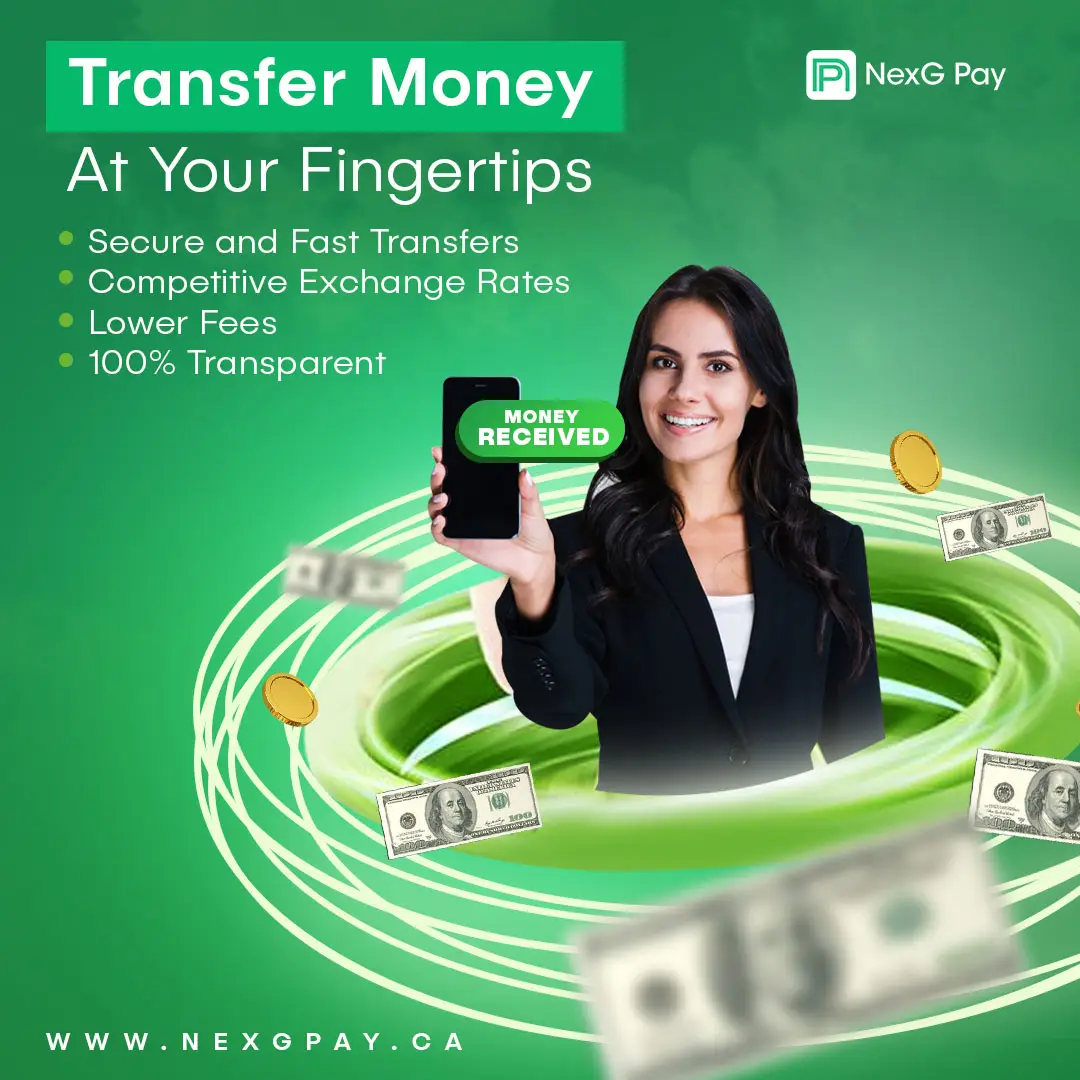 Transfer Money
NexG Pay
At Your Fingertips
Secure and Fast Transfers
Competitive Exchange Rates
Lower Fees
100% Transparent
MONEY
RECEIVED
100
WWW.NEXGPAY.CA